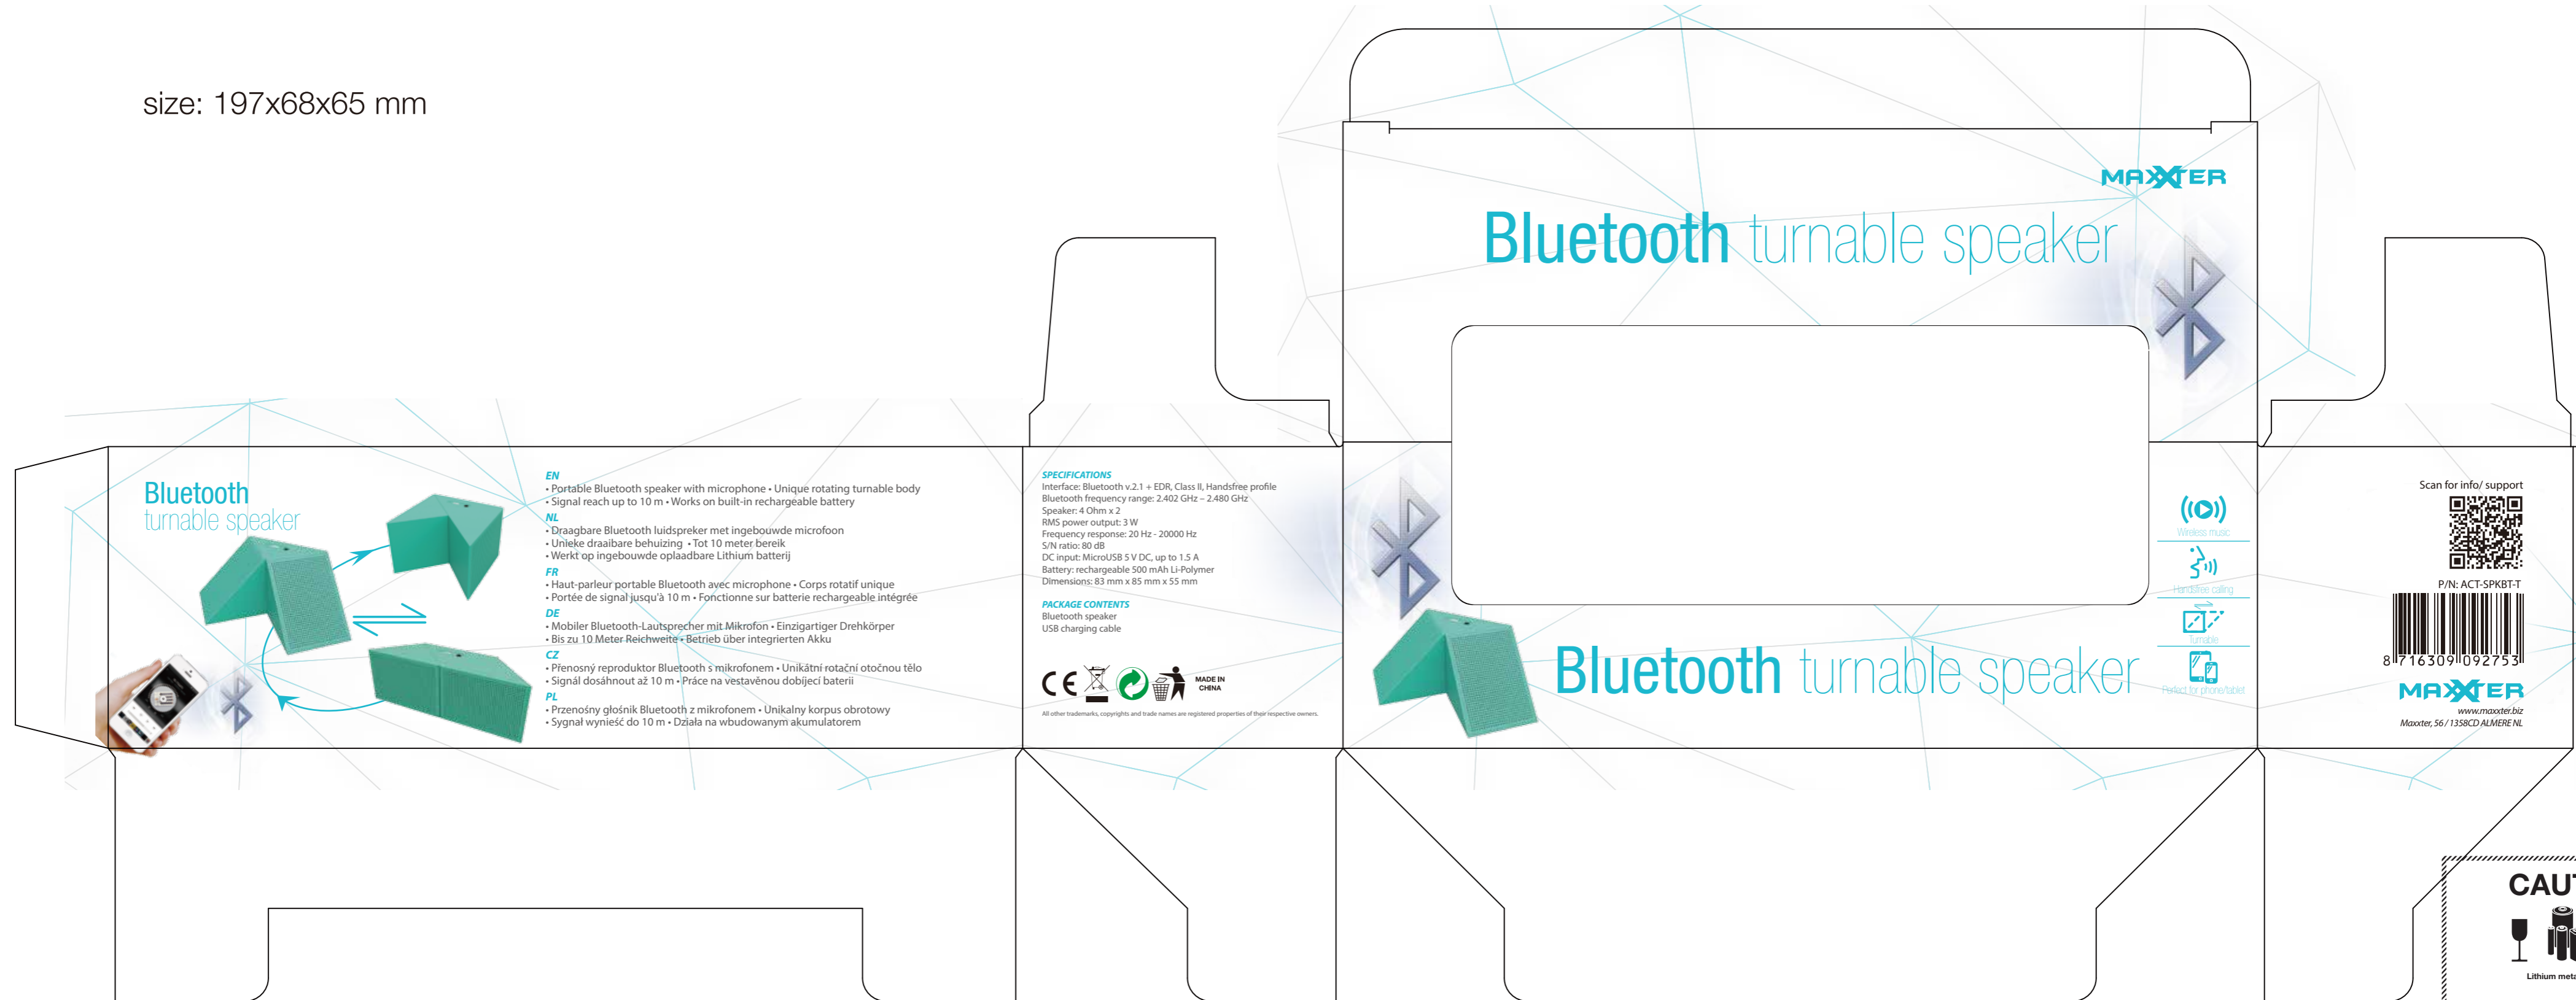 size: 197x68x65 mm
MAXXTER
Bluetooth turnable speaker
Bluetooth
turnable speaker
EN
• Portable Bluetooth speaker with microphone • Unique rotating turnable body
• Signal reach up to 10 m • Works on built-in rechargeable battery
NL
• Draagbare Bluetooth luidspreker met ingebouwde microfoon
• Unieke draaibare behuizing • Tot 10 meter bereik
• Werkt op ingebouwde oplaadbare Lithium batterij
FR
• Haut-parleur portable Bluetooth avec microphone • Corps rotatif unique
• Portée de signal jusqu'à 10 m • Fonctionne sur batterie rechargeable intégrée
DE
• Mobiler Bluetooth-Lautsprecher mit Mikrofon • Einzigartiger Drehkörper
• Bis zu 10 Meter Reichweite • Betrieb über integrierten Akku
CZ
• Přenosný reproduktor Bluetooth s mikrofonem • Unikátní rotační otočnou tělo
• Signál dosáhnout až 10 m • Práce na vestavěnou dobíjecí baterii
PL
• Przenośny głośnik Bluetooth z mikrofonem • Unikalny korpus obrotowy
• Sygnał wynieść do 10 m • Działa na wbudowanym akumulatorem
SPECIFICATIONS
Interface: Bluetooth v.2.1 + EDR, Class II, Handsfree profile
Bluetooth frequency range: 2.402 GHz – 2.480 GHz
Speaker: 4 Ohm x 2
RMS power output: 3 W
Frequency response: 20 Hz - 20000 Hz
S/N ratio: 80 dB
DC input: MicroUSB 5 V DC, up to 1.5 A
Battery: rechargeable 500 mAh Li-Polymer
Dimensions: 83 mm x 85 mm x 55 mm
PACKAGE CONTENTS
Bluetooth speaker
USB charging cable
CE
MADE IN
CHINA
All other trademarks, copyrights and trade names are registered properties of their respective owners.
Bluetooth turnable speaker
Wireless music
Handsfree calling
Turnable
Perfect for phone/tablet
Scan for info/ support
P/N: ACT-SPKBT-T
8 716309 092753
MAXXTER
www.maxxter.biz
Maxxter, 56 / 1358CD ALMERE NL
CAUT
Lithium meta